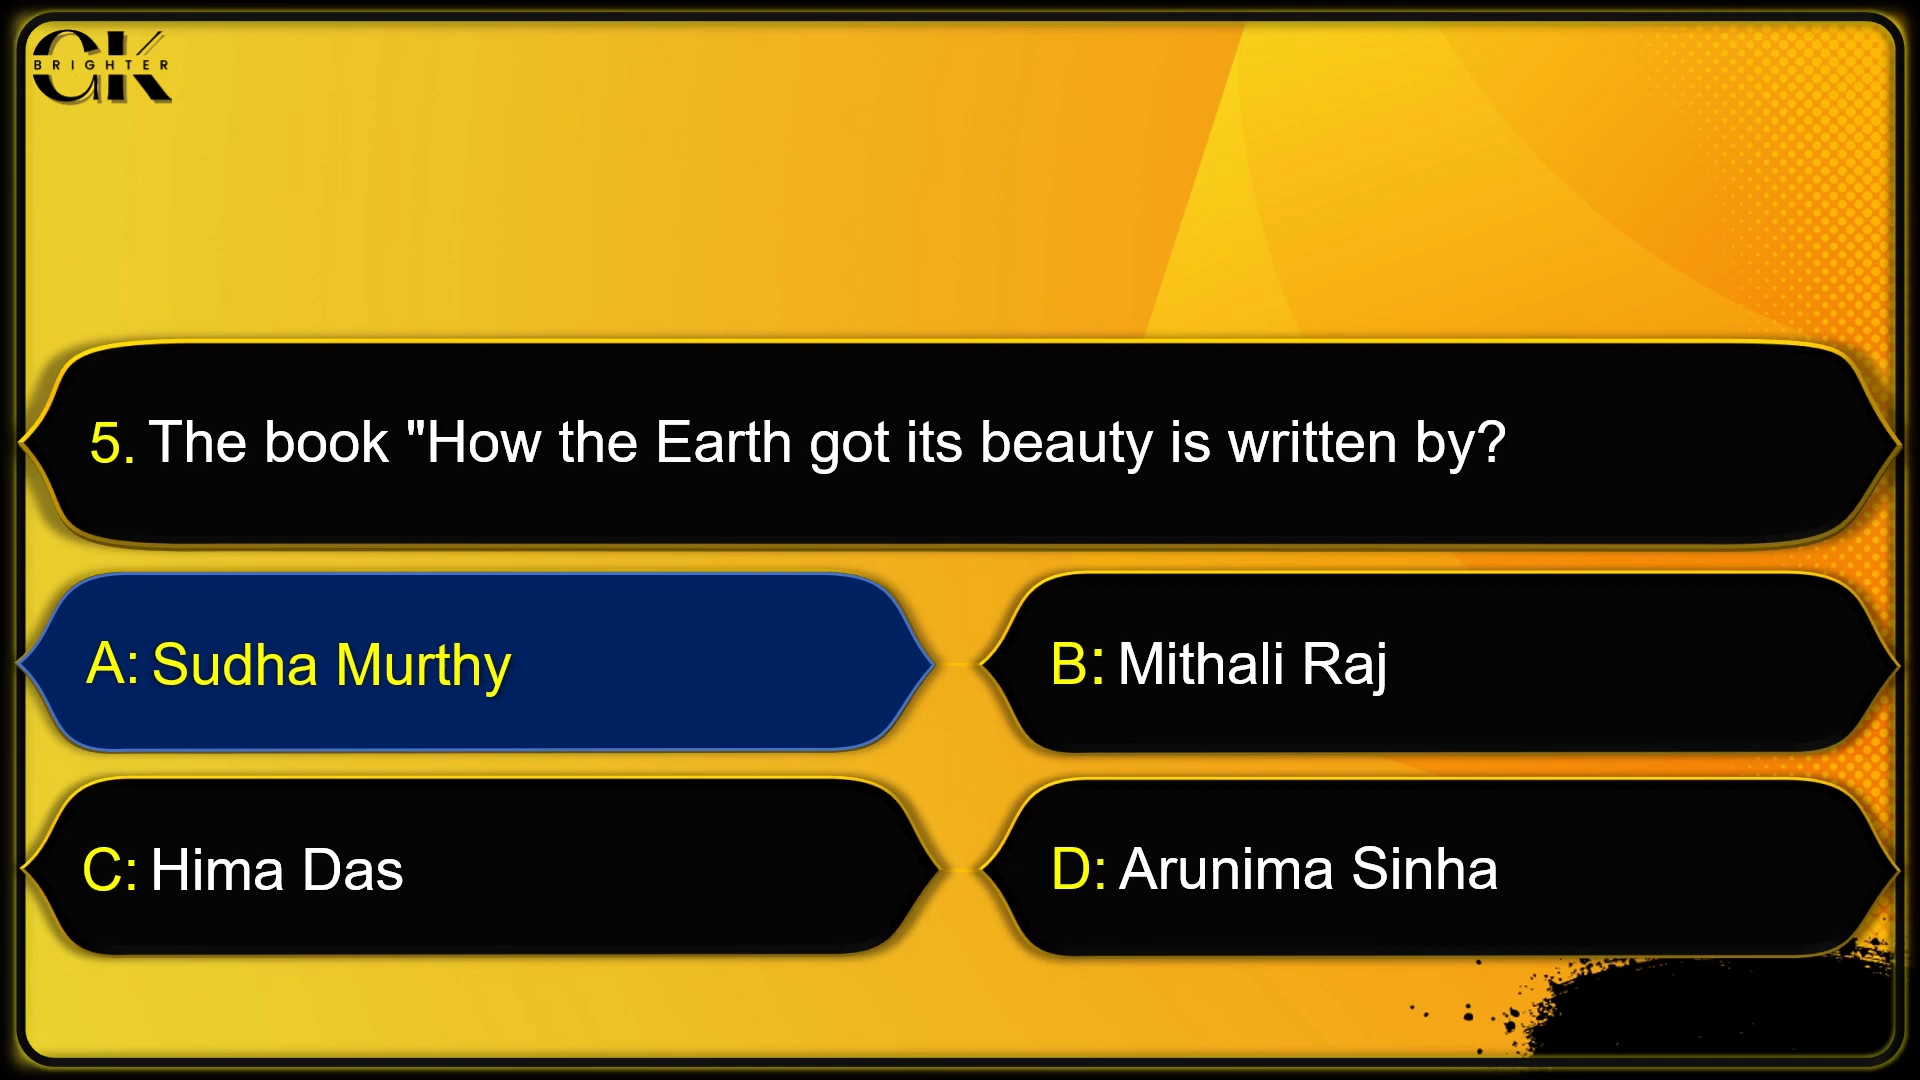 GK
BRIGHTER
5. The book "How the Earth got its beauty is written by?
A: Sudha Murthy
B: Mithali Raj
C: Hima Das
D: Arunima Sinha